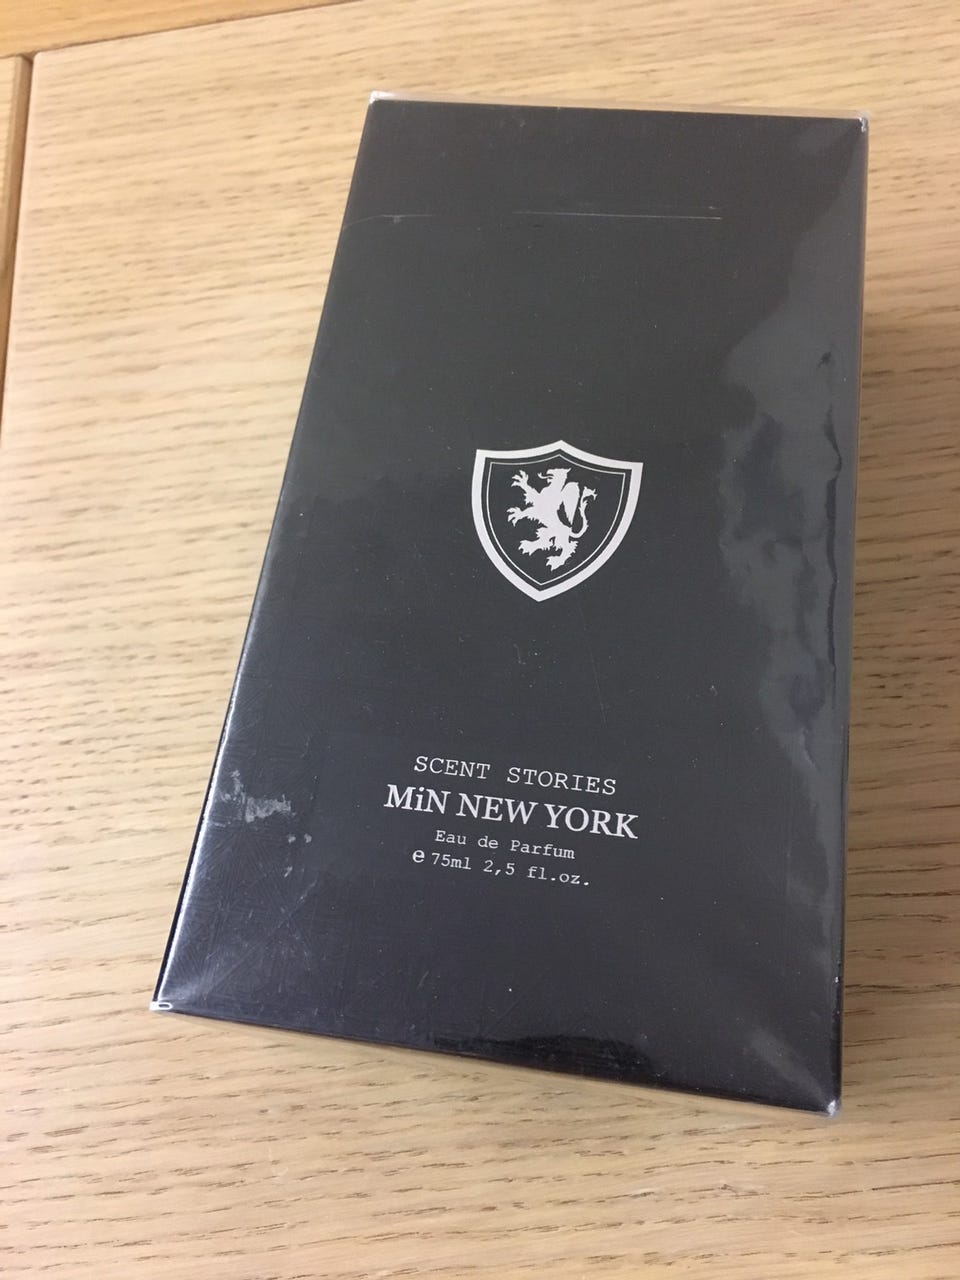 SCENT STORIES
MiN NEW YORK
Eau de Parfum
℮ 75ml 2,5 fl.oz.